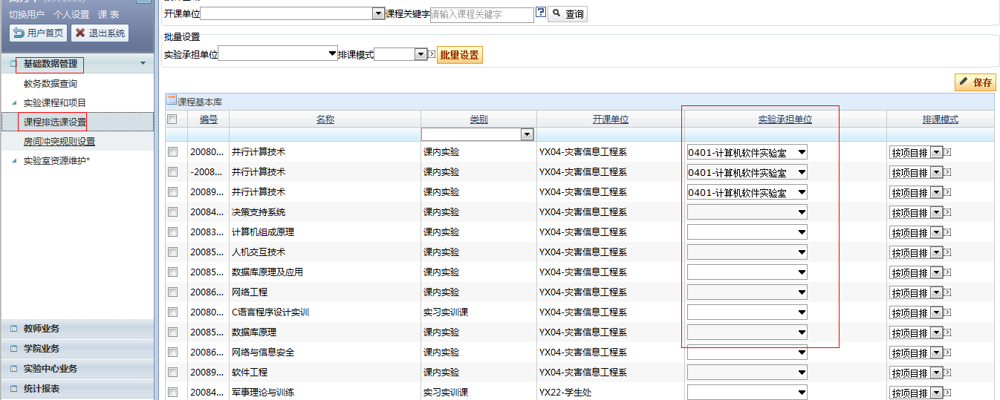 切换用户 个人设置 课 表
用户首页 退出系统
基础数据管理
教务数据查询
实验课程和项目
课程排选课设置
房间冲突规则设置
实验室资源维护*
教师业务
学院业务
实验中心业务
统计报表
开课单位 课程关键字 请输入课程关键字 ? 查询
批量设置
实验承担单位 排课模式 批量设置
保存
课程基本库
编号 名称 类别 开课单位 实验承担单位 排课模式
20080... 并行计算技术 课内实验 YX04-灾害信息工程系 0401-计算机软件实验室 按项目排
-2008... 并行计算技术 课内实验 YX04-灾害信息工程系 0401-计算机软件实验室 按项目排
20089... 并行计算技术 课内实验 YX04-灾害信息工程系 0401-计算机软件实验室 按项目排
20084... 决策支持系统 课内实验 YX04-灾害信息工程系 按项目排
20083... 计算机组成原理 课内实验 YX04-灾害信息工程系 按项目排
20085... 人机交互技术 课内实验 YX04-灾害信息工程系 按项目排
20085... 数据库原理及应用 课内实验 YX04-灾害信息工程系 按项目排
20086... 网络工程 课内实验 YX04-灾害信息工程系 按项目排
20080... C语言程序设计实训 实习实训课 YX04-灾害信息工程系 按项目排
20085... 数据库原理 课内实验 YX04-灾害信息工程系 按项目排
20086... 网络与信息安全 课内实验 YX04-灾害信息工程系 按项目排
20089... 软件工程 课内实验 YX04-灾害信息工程系 按项目排
20084... 军事理论与训练 实习实训课 YX22-学生处 按项目排